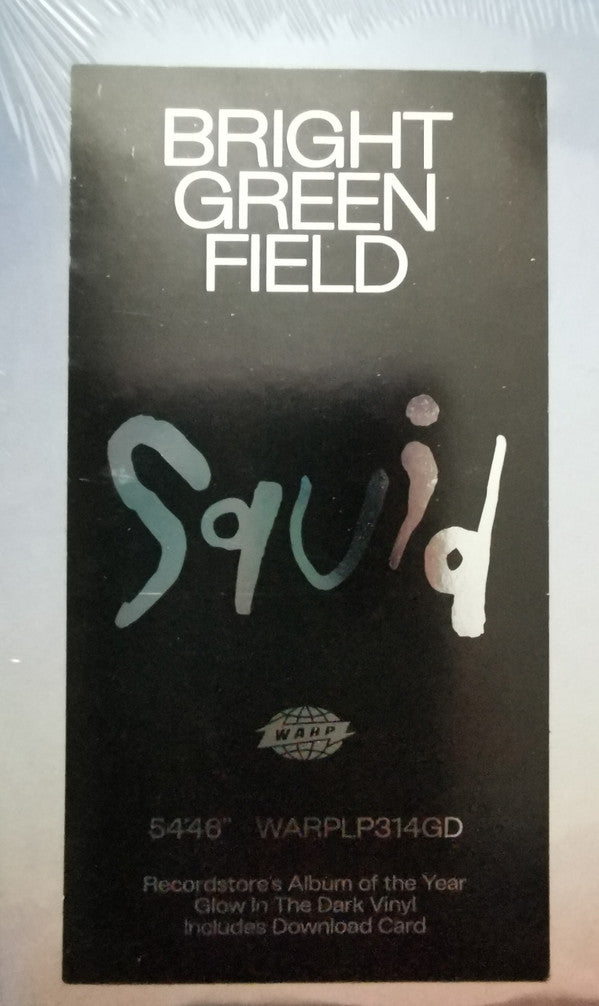 BRIGHT
GREEN
FIELD
Squid
WARP
54'46" WARPLP314GD
Recordstore's Album of the Year
Glow In The Dark Vinyl
Includes Download Card